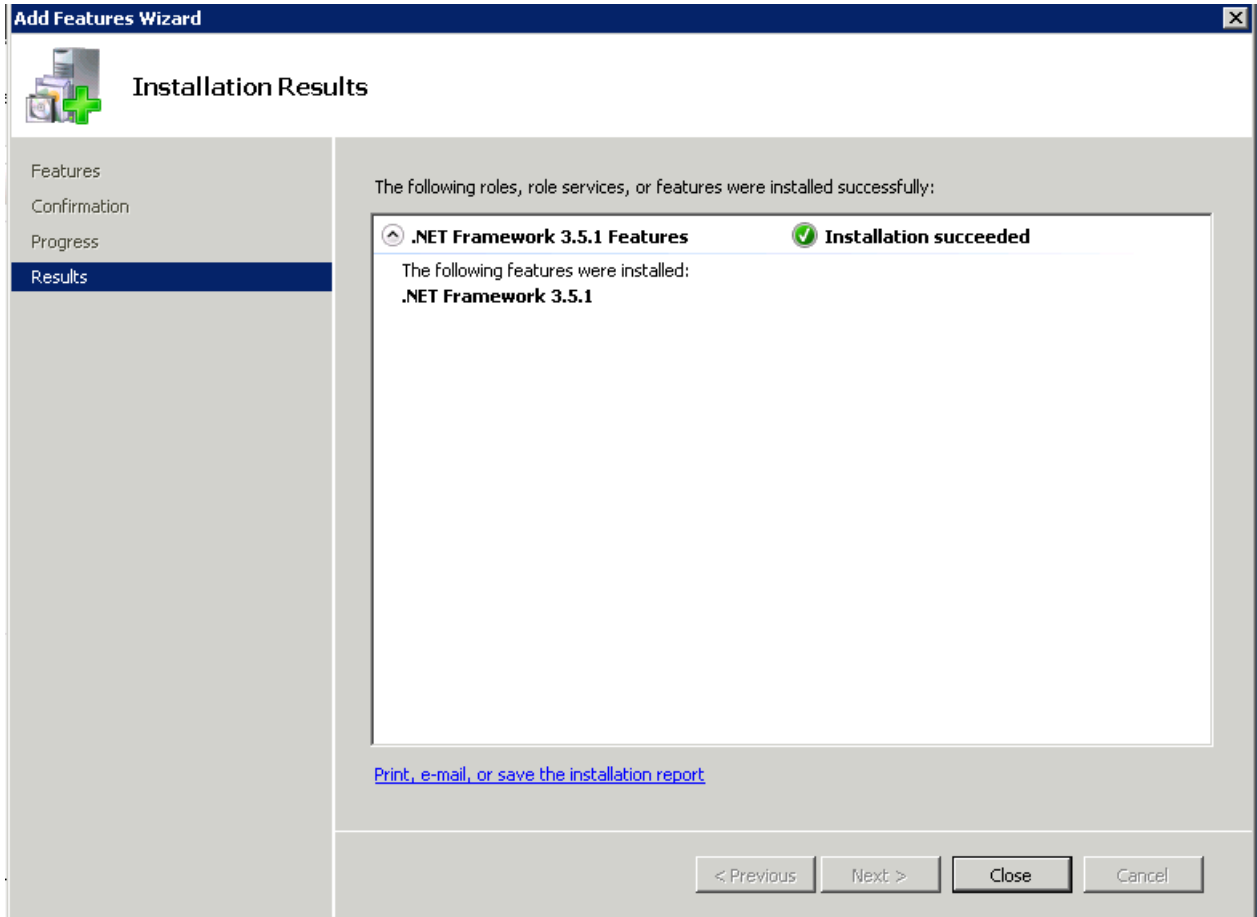 Add Features Wizard
Installation Results
Features
Confirmation
Progress
Results
The following roles, role services, or features were installed successfully:
.NET Framework 3.5.1 Features
Installation succeeded
The following features were installed:
.NET Framework 3.5.1
Print, e-mail, or save the installation report
< Previous
Next >
Close
Cancel